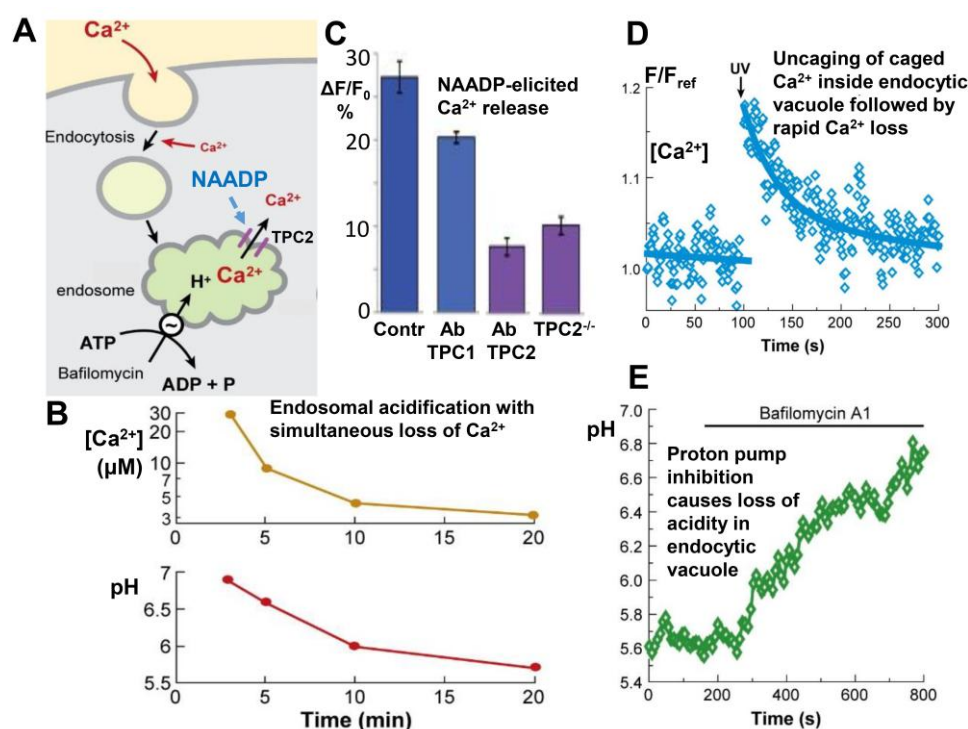 A
Ca²⁺
Endocytosis
Ca²⁺
NAADP
Ca²⁺
TPC2
Ca²⁺
endosome
H⁺
~
ATP
Bafilomycin
ADP + P
C
30
ΔF/F₀
%
20
10
0
NAADP-elicited
Ca²⁺ release
Contr
Ab
TPC1
Ab
TPC2
TPC2⁻/⁻
D
F/Fref
UV
Uncaging of caged
Ca²⁺ inside endocytic
vacuole followed by
rapid Ca²⁺ loss
1.2
[Ca²⁺]
1.1
1.0
0 50 100 150 200 250 300
Time (s)
B
Endosomal acidification with
simultaneous loss of Ca²⁺
[Ca²⁺]
(µM)
30
20
10
7
5
3
0 5 10 15 20
pH
7
6.5
6
5.5
0 5 10 15 20
Time (min)
E
pH
Bafilomycin A1
Proton pump
inhibition
causes loss of
acidity in
endocytic
vacuole
7.0
6.8
6.6
6.4
6.2
6.0
5.8
5.6
5.4
0 200 400 600 800
Time (s)